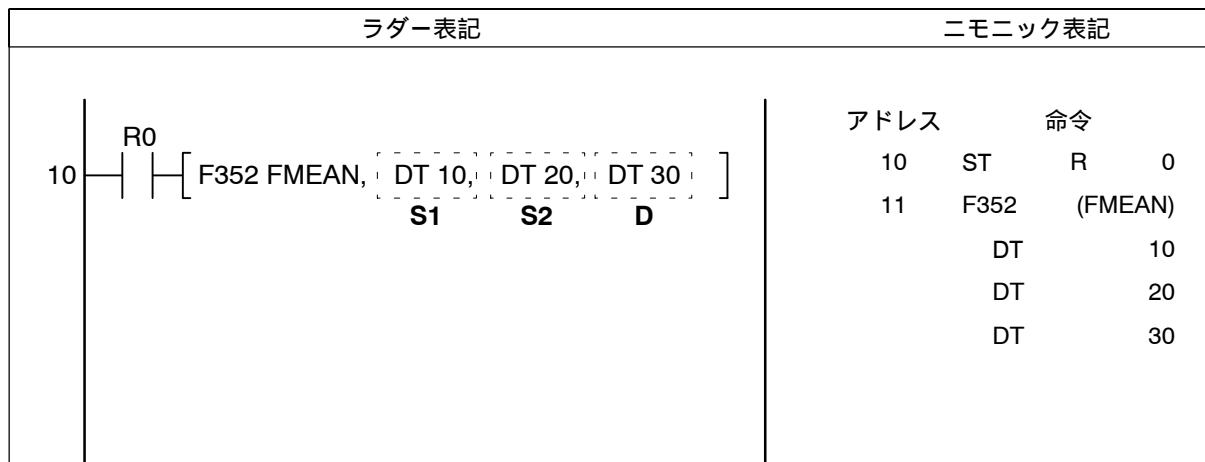 ラダー表記
ニモニック表記
R0
10
F352 FMEAN, DT 10, DT 20, DT 30
S1 S2 D
アドレス 命令
10 ST R 0
11 F352 (FMEAN)
DT 10
DT 20
DT 30